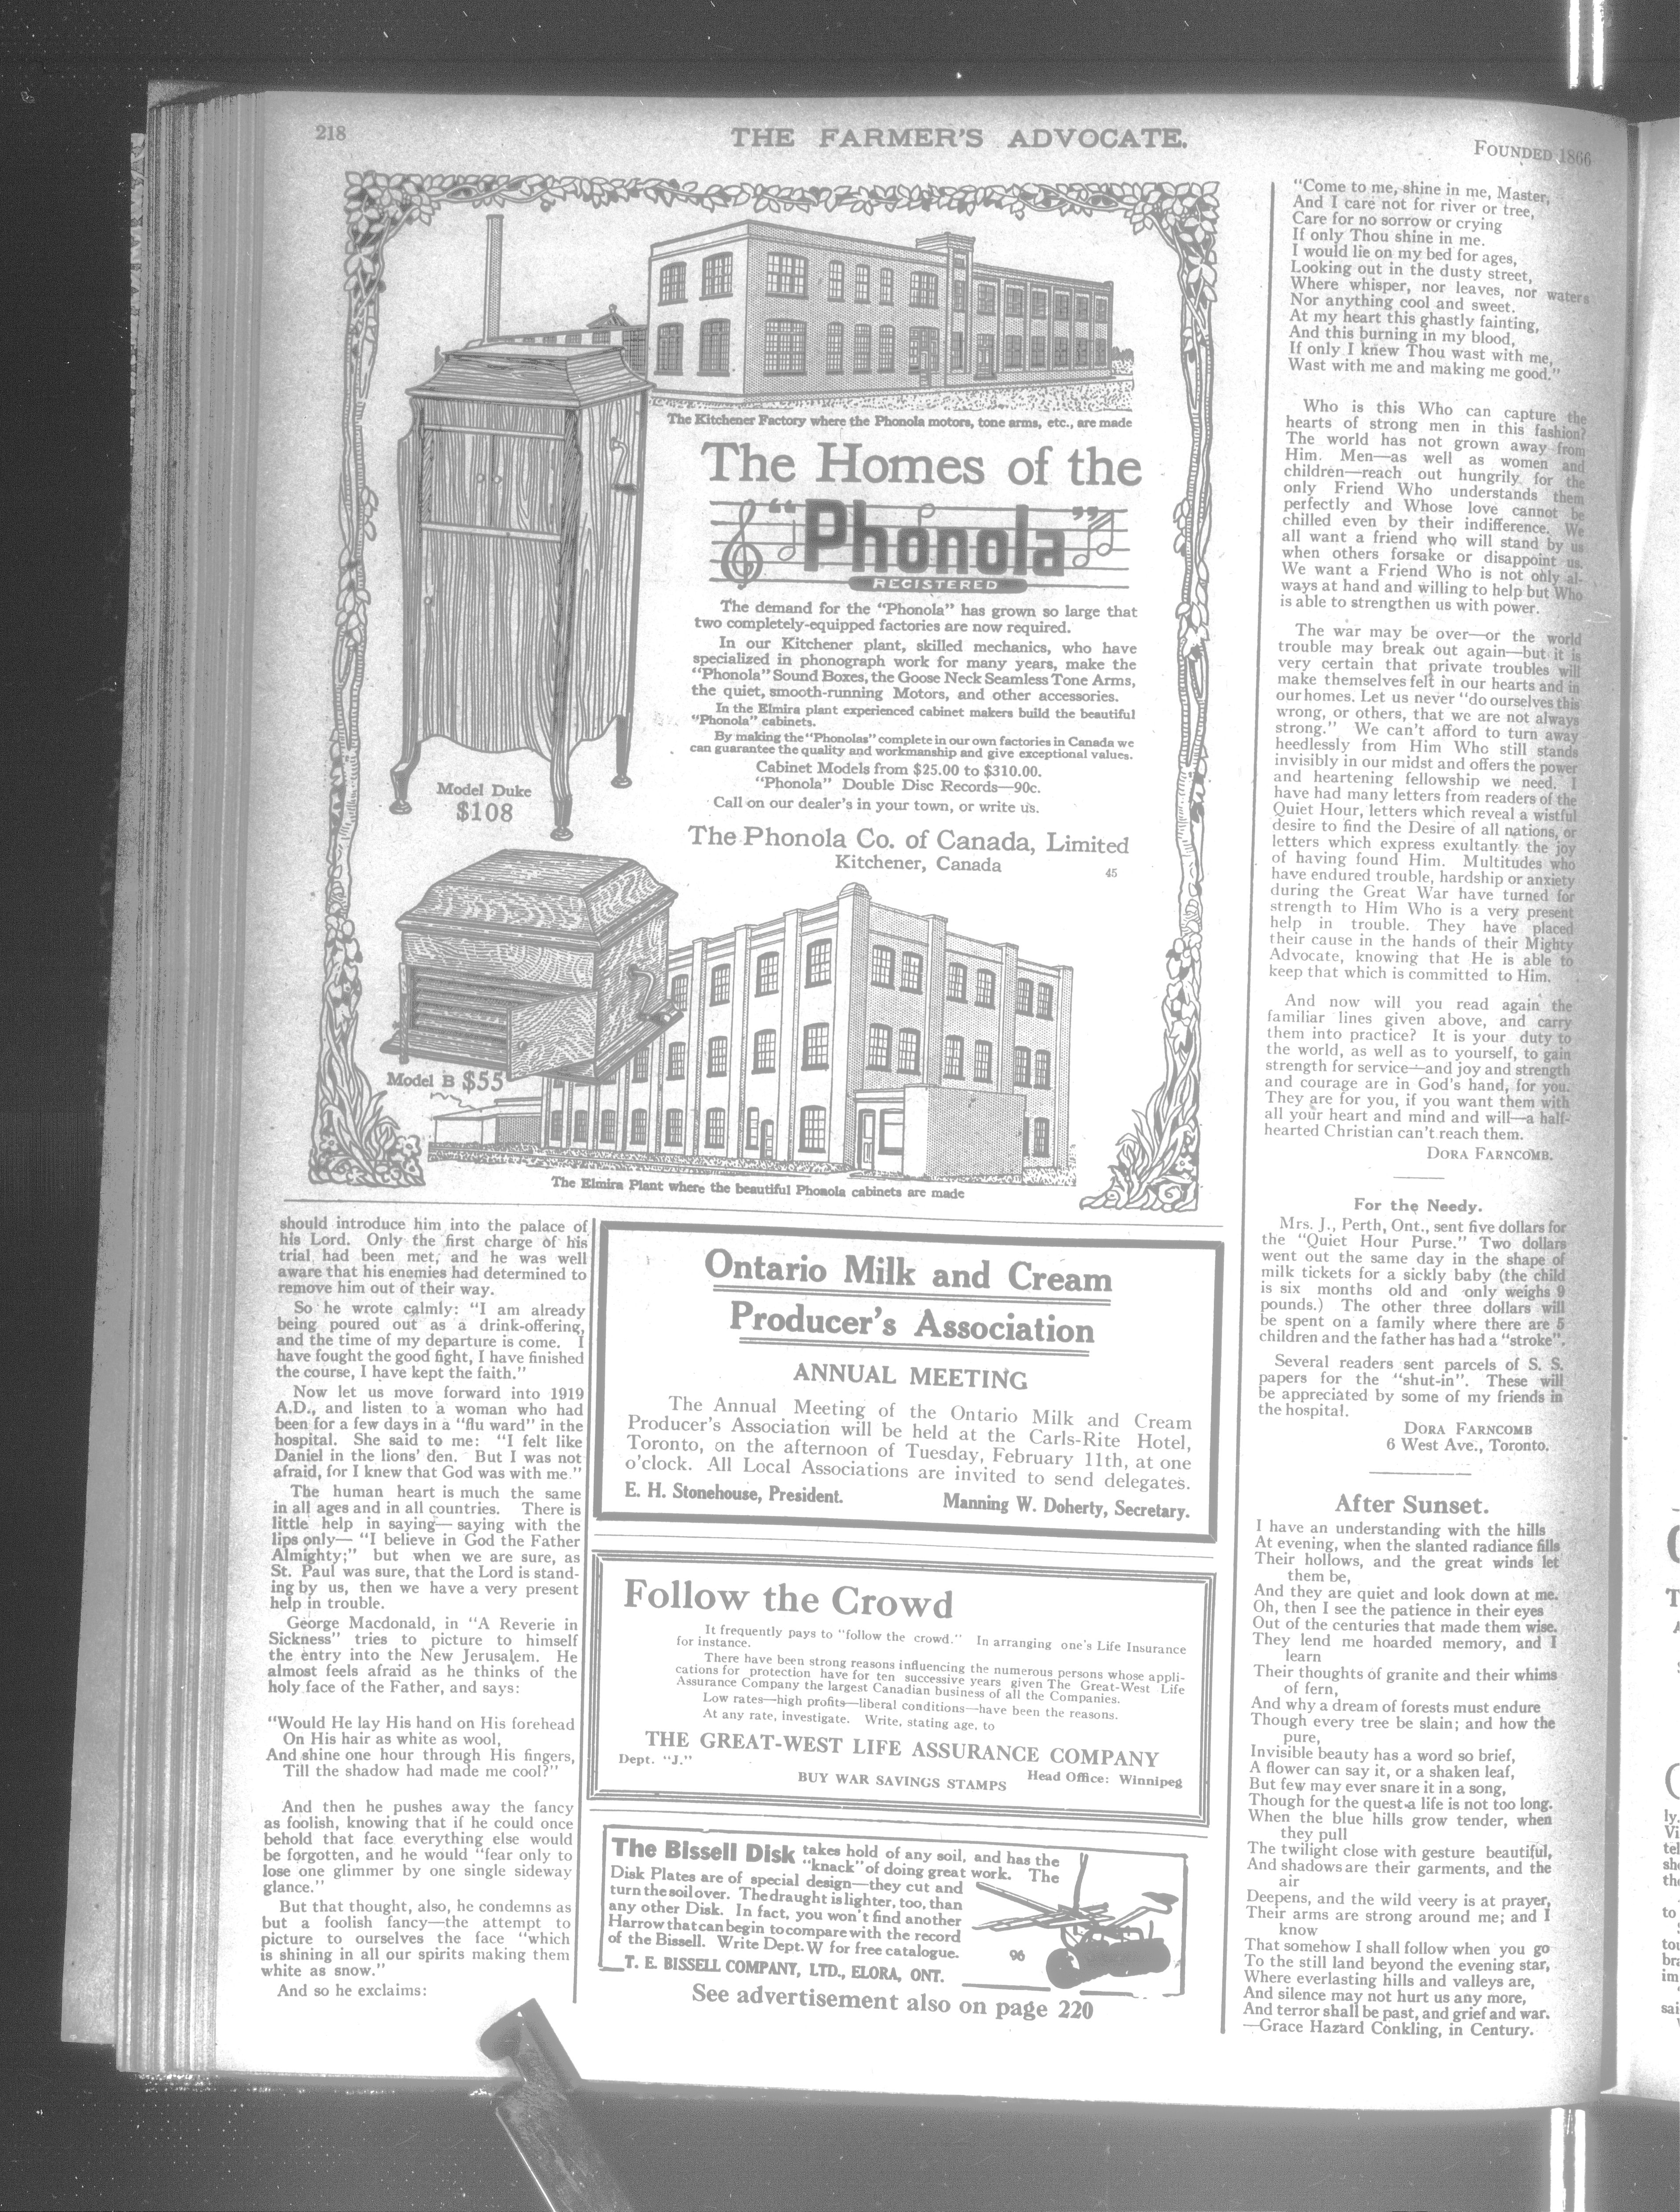 218
THE FARMER'S ADVOCATE.
FOUNDED 1866
The Kitchener Factory where the Phonola motors, tone arms, etc., are made
The Homes of the
"Phonola"
REGISTERED
The demand for the "Phonola" has grown so large that
two completely-equipped factories are now required.
In our Kitchener plant, skilled mechanics, who have
specialized in phonograph work for many years, make the
"Phonola" Sound Boxes, the Goose Neck Seamless Tone Arms,
the quiet, smooth-running Motors, and other accessories.
In the Elmira plant experienced cabinet makers build the beautiful
"Phonola" cabinets.
By making the "Phonolas" complete in our own factories in Canada we
can guarantee the quality and workmanship and give exceptional values.
Cabinet Models from $25.00 to $310.00.
"Phonola" Double Disc Records—90c.
Call on our dealer's in your town, or write us.
The Phonola Co. of Canada, Limited
Kitchener, Canada
45
Model Duke
$108
Model B $55
The Elmira Plant where the beautiful Phonola cabinets are made
should introduce him into the palace of
his Lord. Only the first charge of his
trial had been met, and he was well
aware that his enemies had determined to
remove him out of their way.
So he wrote calmly: "I am already
being poured out as a drink-offering,
and the time of my departure is come. I
have fought the good fight, I have finished
the course, I have kept the faith."
Now let us move forward into 1919
A.D., and listen to a woman who had
been for a few days in a "flu ward" in the
hospital. She said to me: "I felt like
Daniel in the lions' den. But I was not
afraid, for I knew that God was with me."
The human heart is much the same
in all ages and in all countries. There is
little help in saying— saying with the
lips only— "I believe in God the Father
Almighty;" but when we are sure, as
St. Paul was sure, that the Lord is stand-
ing by us, then we have a very present
help in trouble.
George Macdonald, in "A Reverie in
Sickness" tries to picture to himself
the entry into the New Jerusalem. He
almost feels afraid as he thinks of the
holy face of the Father, and says:
"Would He lay His hand on His forehead
On His hair as white as wool,
And shine one hour through His fingers,
Till the shadow had made me cool?"
And then he pushes away the fancy
as foolish, knowing that if he could once
behold that face everything else would
be forgotten, and he would "fear only to
lose one glimmer by one single sideway
glance."
But that thought, also, he condemns as
but a foolish fancy—the attempt to
picture to ourselves the face "which
is shining in all our spirits making them
white as snow."
And so he exclaims:
Ontario Milk and Cream
Producer's Association
ANNUAL MEETING
The Annual Meeting of the Ontario Milk and Cream
Producer's Association will be held at the Carls-Rite Hotel,
Toronto, on the afternoon of Tuesday, February 11th, at one
o'clock. All Local Associations are invited to send delegates.
E. H. Stonehouse, President.
Manning W. Doherty, Secretary.
Follow the Crowd
It frequently pays to "follow the crowd." In arranging one's Life Insurance
for instance.
There have been strong reasons influencing the numerous persons whose appli-
cations for protection have for ten successive years given The Great-West Life
Assurance Company the largest Canadian business of all the Companies.
Low rates—high profits—liberal conditions—have been the reasons.
At any rate, investigate. Write, stating age, to
THE GREAT-WEST LIFE ASSURANCE COMPANY
Dept. "J."
Head Office: Winnipeg
BUY WAR SAVINGS STAMPS
The Bissell Disk takes hold of any soil, and has the
"knack" of doing great work. The
Disk Plates are of special design—they cut and
turn the soil over. The draught is lighter, too, than
any other Disk. In fact, you won't find another
Harrow that can begin to compare with the record
of the Bissell. Write Dept. W for free catalogue.
96
T. E. BISSELL COMPANY, LTD., ELORA, ONT.
See advertisement also on page 220
"Come to me, shine in me, Master,
And I care not for river or tree,
Care for no sorrow or crying
If only Thou shine in me.
I would lie on my bed for ages,
Looking out in the dusty street,
Where whisper, nor leaves, nor waters
Nor anything cool and sweet.
At my heart this ghastly fainting,
And this burning in my blood,
If only I knew Thou wast with me,
Wast with me and making me good."
Who is this Who can capture the
hearts of strong men in this fashion?
The world has not grown away from
Him. Men—as well as women and
children—reach out hungrily for the
only Friend Who understands them
perfectly and Whose love cannot be
chilled even by their indifference. We
all want a friend who will stand by us
when others forsake or disappoint us.
We want a Friend Who is not only al-
ways at hand and willing to help but Who
is able to strengthen us with power.
The war may be over—or the world
trouble may break out again—but it is
very certain that private troubles will
make themselves felt in our hearts and in
our homes. Let us never "do ourselves this
wrong, or others, that we are not always
strong." We can't afford to turn away
heedlessly from Him Who still stands
invisibly in our midst and offers the power
and heartening fellowship we need. I
have had many letters from readers of the
Quiet Hour, letters which reveal a wistful
desire to find the Desire of all nations, or
letters which express exultantly the joy
of having found Him. Multitudes who
have endured trouble, hardship or anxiety
during the Great War have turned for
strength to Him Who is a very present
help in trouble. They have placed
their cause in the hands of their Mighty
Advocate, knowing that He is able to
keep that which is committed to Him.
And now will you read again the
familiar lines given above, and carry
them into practice? It is your duty to
the world, as well as to yourself, to gain
strength for service—and joy and strength
and courage are in God's hand, for you.
They are for you, if you want them with
all your heart and mind and will—a half-
hearted Christian can't reach them.
DORA FARNCOMB.
For the Needy.
Mrs. J., Perth, Ont., sent five dollars for
the "Quiet Hour Purse." Two dollars
went out the same day in the shape of
milk tickets for a sickly baby (the child
is six months old and only weighs 9
pounds.) The other three dollars will
be spent on a family where there are 5
children and the father has had a "stroke".
Several readers sent parcels of S. S.
papers for the "shut-in". These will
be appreciated by some of my friends in
the hospital.
DORA FARNCOMB
6 West Ave., Toronto.
After Sunset.
I have an understanding with the hills
At evening, when the slanted radiance fills
Their hollows, and the great winds let
them be,
And they are quiet and look down at me.
Oh, then I see the patience in their eyes
Out of the centuries that made them wise.
They lend me hoarded memory, and I
learn
Their thoughts of granite and their whims
of fern,
And why a dream of forests must endure
Though every tree be slain; and how the
pure,
Invisible beauty has a word so brief,
A flower can say it, or a shaken leaf,
But few may ever snare it in a song,
Though for the quest a life is not too long.
When the blue hills grow tender, when
they pull
The twilight close with gesture beautiful,
And shadows are their garments, and the
air
Deepens, and the wild veery is at prayer,
Their arms are strong around me; and I
know
That somehow I shall follow when you go
To the still land beyond the evening star,
Where everlasting hills and valleys are,
And silence may not hurt us any more,
And terror shall be past, and grief and war.
—Grace Hazard Conkling, in Century.